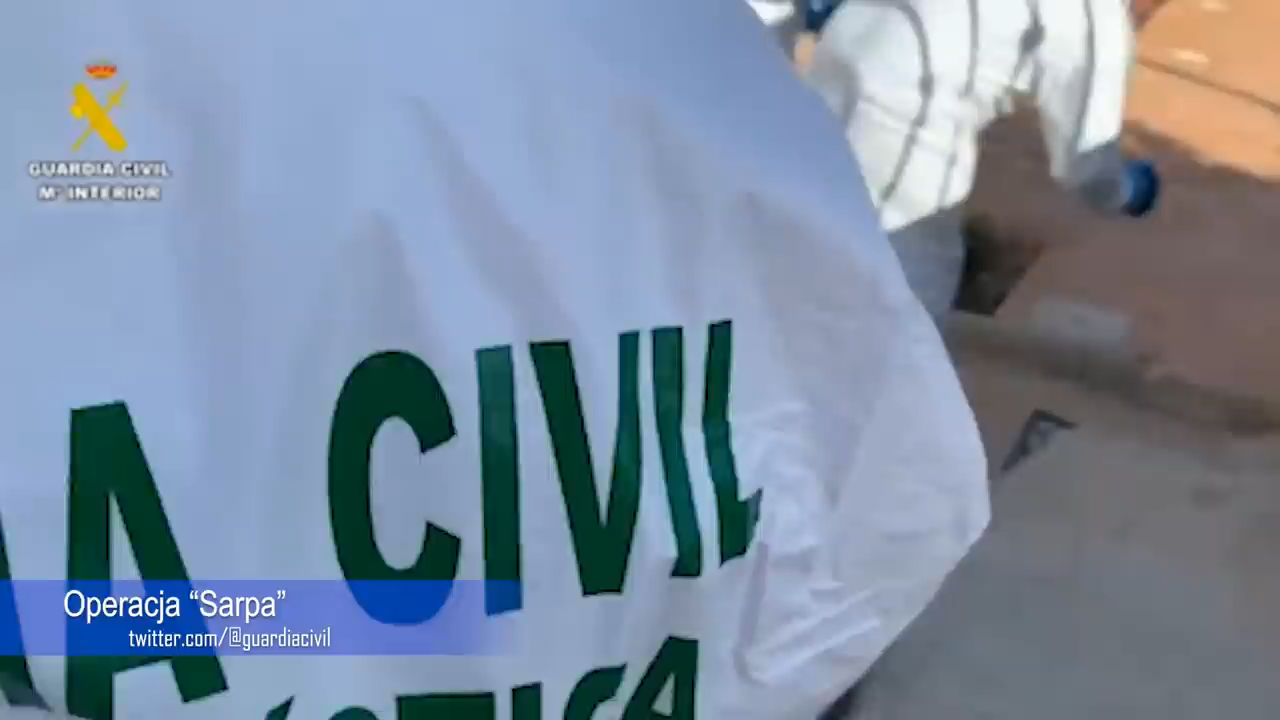 GUARDIA CIVIL
Mº INTERIOR
A CIVIL
Operacja “Sarpa”
twitter.com/@guardiacivil